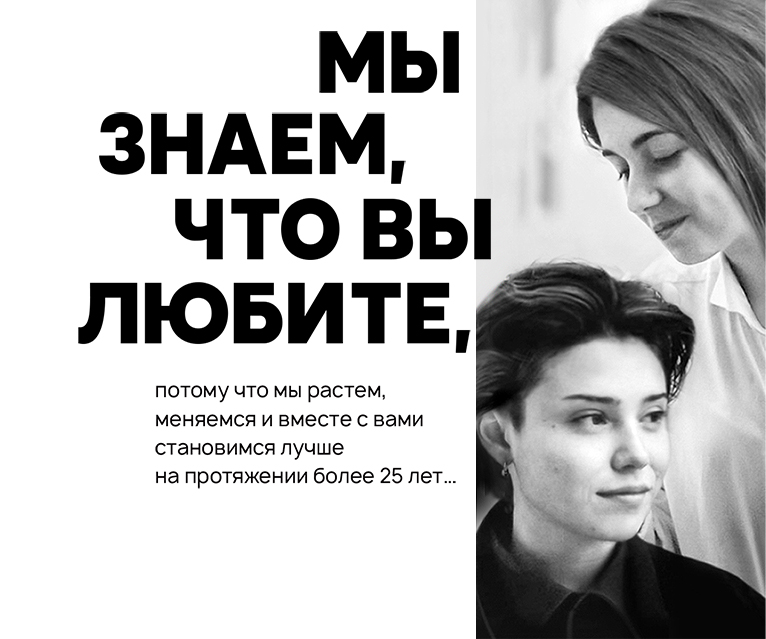 МЫ
ЗНАЕМ,
ЧТО ВЫ
ЛЮБИТЕ,
потому что мы растем,
меняемся и вместе с вами
становимся лучше
на протяжении более 25 лет...